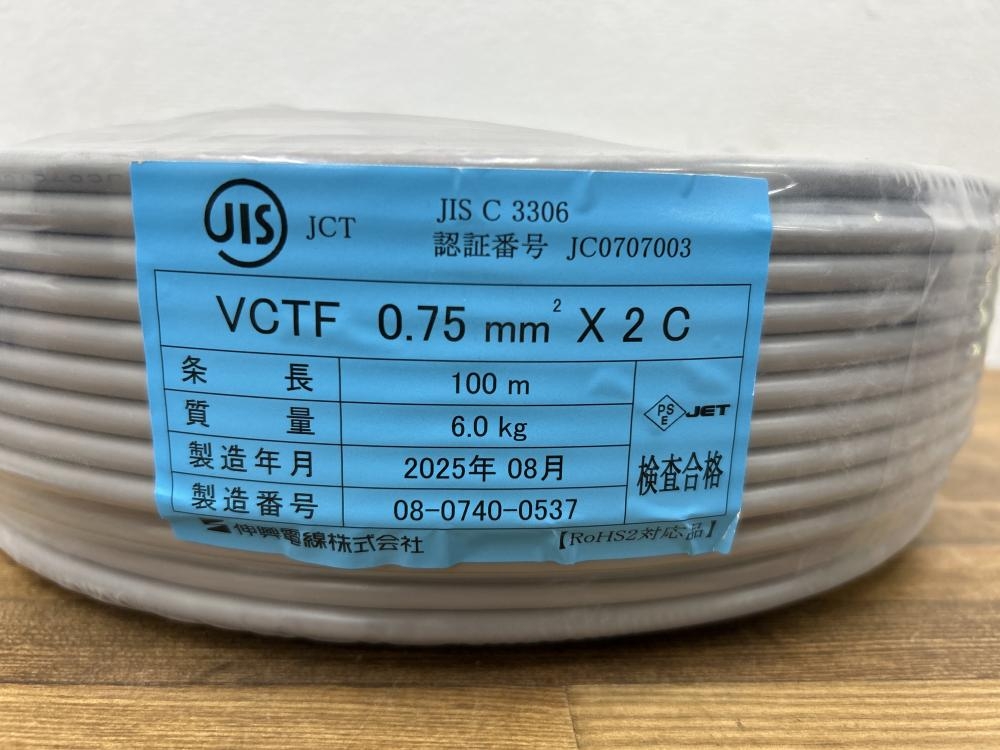 JIS JCT JIS C 3306
認証番号 JC0707003
VCTF 0.75 mm² X 2 C
条長 100 m
質量 6.0 kg
PSE JET
製造年月 2025年 08月
検査合格
製造番号 08-0740-0537
伸興電線株式会社 【RoHS2対応品】